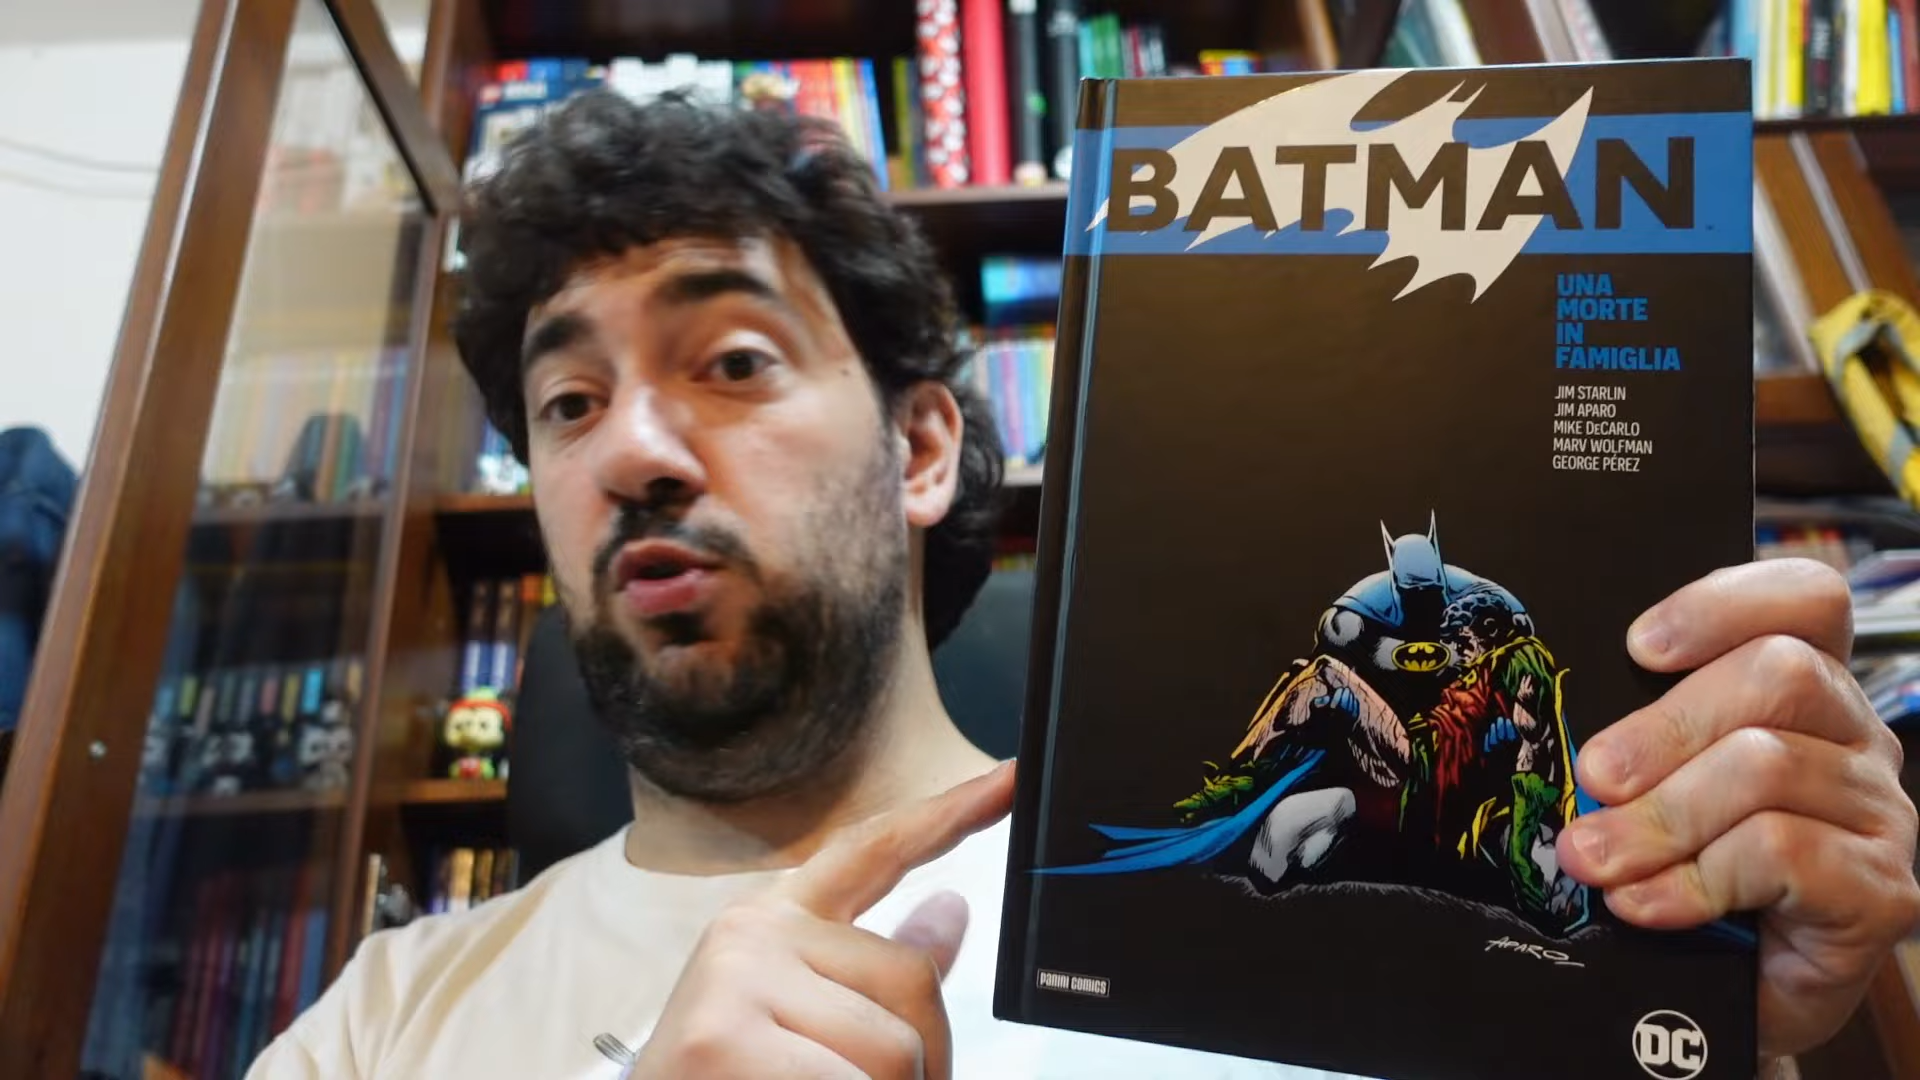 BATMAN
UNA
MORTE
IN
FAMIGLIA
JIM STARLIN
JIM APARO
MIKE DeCARLO
MARV WOLFMAN
GEORGE PÉREZ
APARO
PANINI COMICS
DC